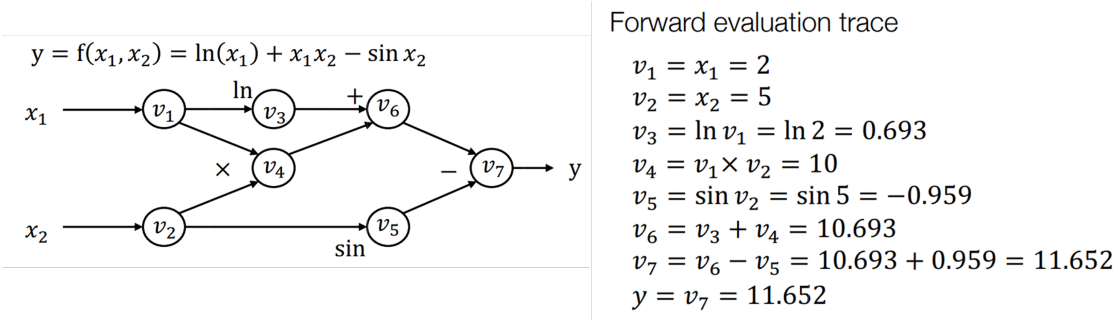 y = f(x₁, x₂) = ln(x₁) + x₁x₂ − sin x₂
x₁
v₁
ln
v₃
+
v₆
×
v₄
−
v₇
y
x₂
v₂
sin
v₅
Forward evaluation trace
v₁ = x₁ = 2
v₂ = x₂ = 5
v₃ = ln v₁ = ln 2 = 0.693
v₄ = v₁× v₂ = 10
v₅ = sin v₂ = sin 5 = −0.959
v₆ = v₃ + v₄ = 10.693
v₇ = v₆ − v₅ = 10.693 + 0.959 = 11.652
y = v₇ = 11.652